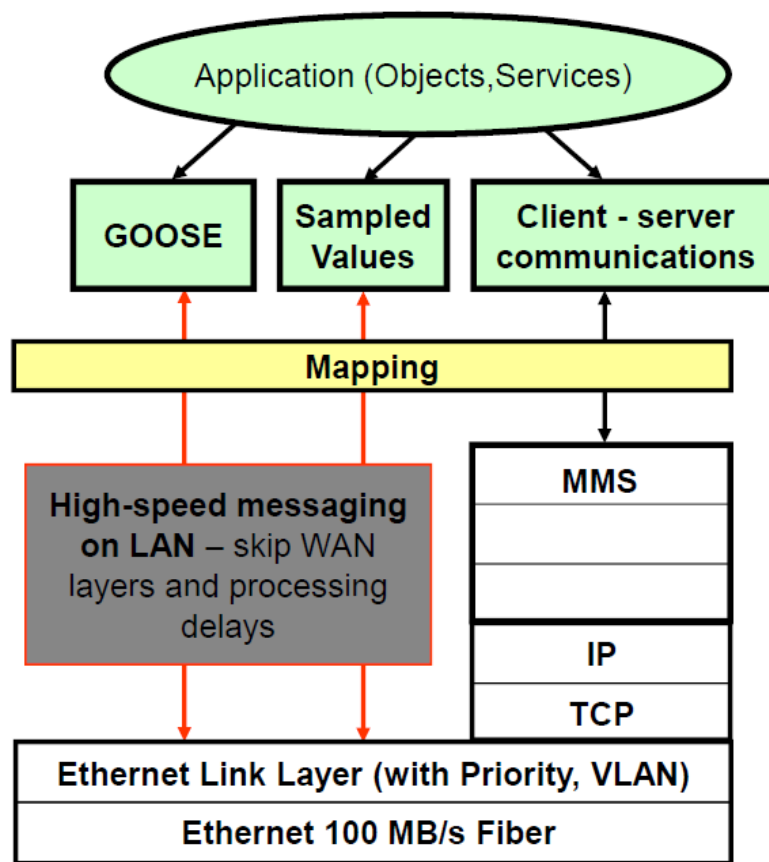 Application (Objects,Services)
GOOSE
Sampled
Values
Client - server
communications
Mapping
High-speed messaging
on LAN – skip WAN
layers and processing
delays
MMS
IP
TCP
Ethernet Link Layer (with Priority, VLAN)
Ethernet 100 MB/s Fiber